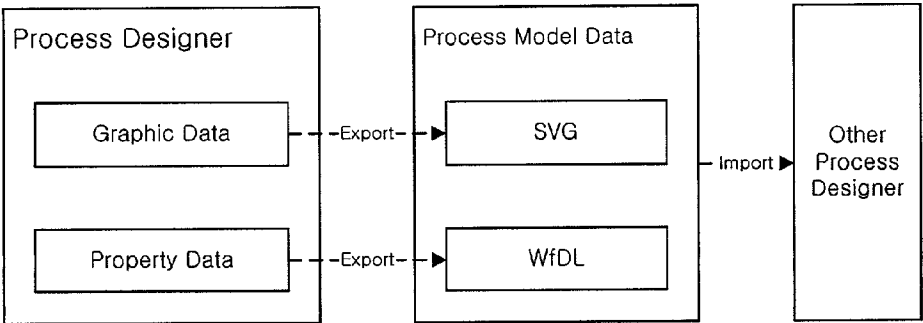 Process Designer
Process Model Data
Graphic Data
Export
SVG
Import
Other
Process
Designer
Property Data
Export
WfDL